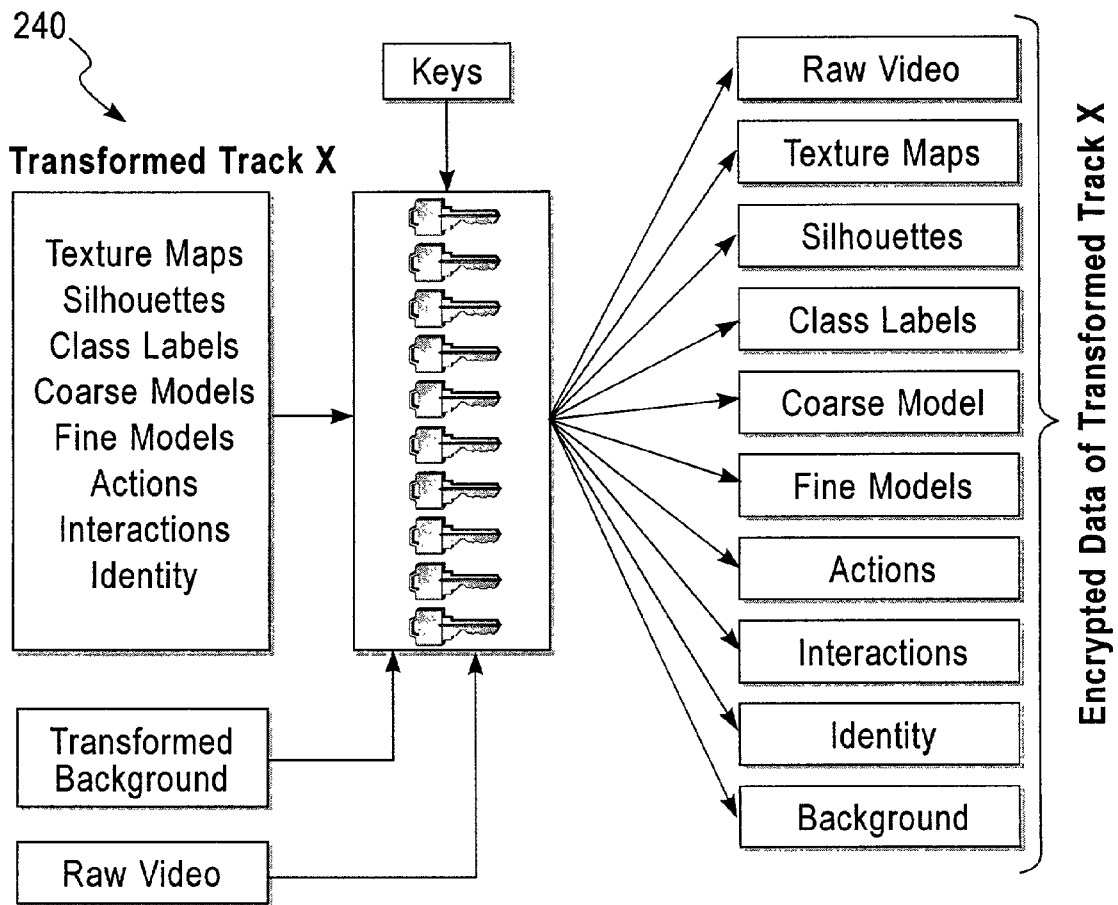 240
Keys
Transformed Track X
Texture Maps
Silhouettes
Class Labels
Coarse Models
Fine Models
Actions
Interactions
Identity
Transformed
Background
Raw Video
Raw Video
Texture Maps
Silhouettes
Class Labels
Coarse Model
Fine Models
Actions
Interactions
Identity
Background
Encrypted Data of Transformed Track X